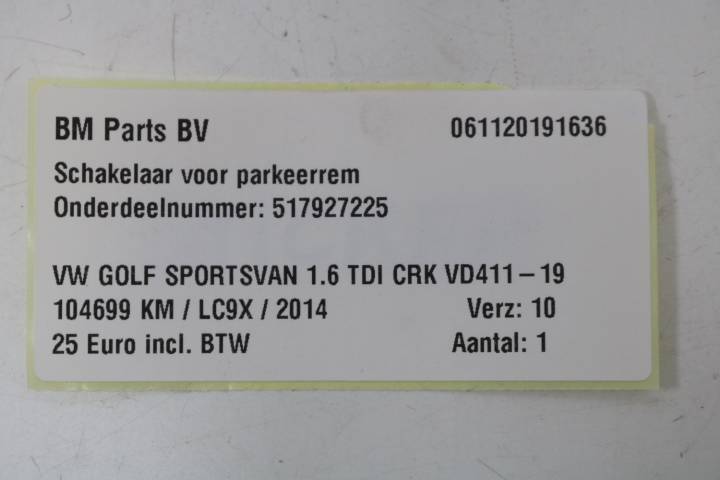 BM Parts BV 061120191636
Schakelaar voor parkeerrem
Onderdeelnummer: 517927225
VW GOLF SPORTSVAN 1.6 TDI CRK VD411 – 19
104699 KM / LC9X / 2014 Verz: 10
25 Euro incl. BTW Aantal: 1